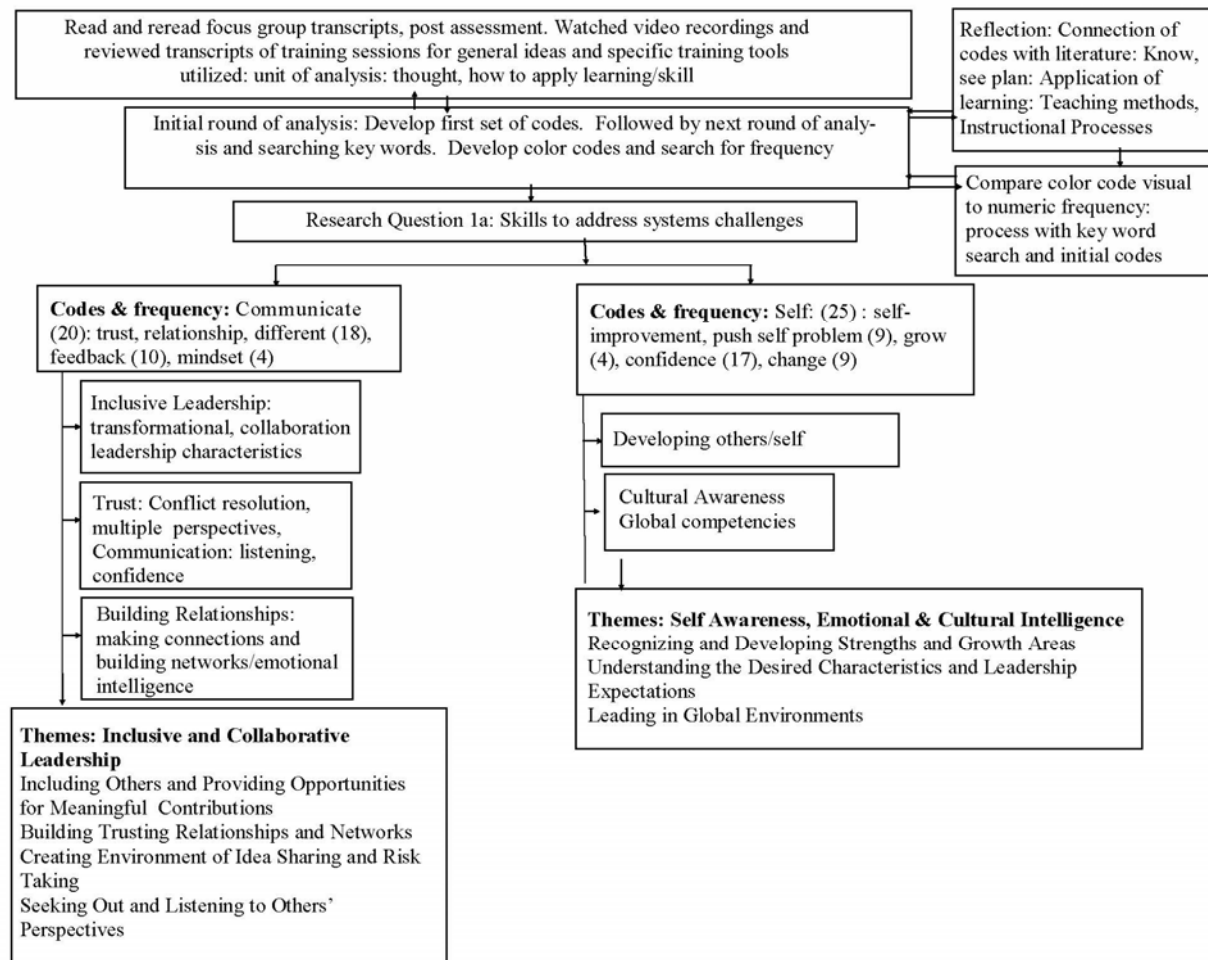 Read and reread focus group transcripts, post assessment. Watched video recordings and
reviewed transcripts of training sessions for general ideas and specific training tools
utilized: unit of analysis: thought, how to apply learning/skill
Reflection: Connection of
codes with literature: Know,
see plan: Application of
learning: Teaching methods,
Instructional Processes
Initial round of analysis: Develop first set of codes. Followed by next round of analy-
sis and searching key words. Develop color codes and search for frequency
Compare color code visual
to numeric frequency:
process with key word
search and initial codes
Research Question 1a: Skills to address systems challenges
Codes & frequency: Communicate
(20): trust, relationship, different (18),
feedback (10), mindset (4)
Inclusive Leadership:
transformational, collaboration
leadership characteristics
Trust: Conflict resolution,
multiple perspectives,
Communication: listening,
confidence
Building Relationships:
making connections and
building networks/emotional
intelligence
Themes: Inclusive and Collaborative
Leadership
Including Others and Providing Opportunities
for Meaningful Contributions
Building Trusting Relationships and Networks
Creating Environment of Idea Sharing and Risk
Taking
Seeking Out and Listening to Others'
Perspectives
Codes & frequency: Self: (25) : self-
improvement, push self problem (9), grow
(4), confidence (17), change (9)
Developing others/self
Cultural Awareness
Global competencies
Themes: Self Awareness, Emotional & Cultural Intelligence
Recognizing and Developing Strengths and Growth Areas
Understanding the Desired Characteristics and Leadership
Expectations
Leading in Global Environments